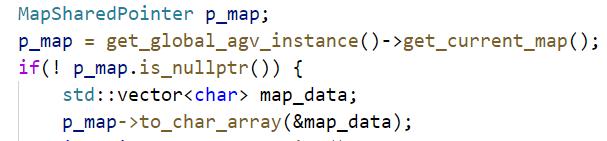 MapSharedPointer p_map;
p_map = get_global_agv_instance()->get_current_map();
if(! p_map.is_nullptr()) {
std::vector<char> map_data;
p_map->to_char_array(&map_data);